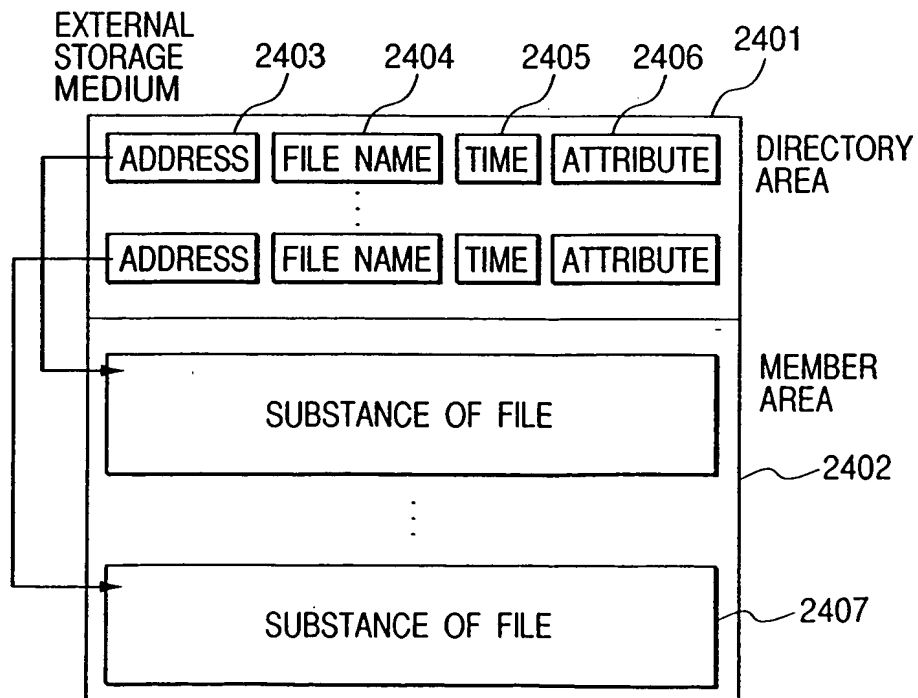 EXTERNAL
STORAGE
MEDIUM
2403
2404
2405
2406
2401
ADDRESS FILE NAME TIME ATTRIBUTE
DIRECTORY
AREA
ADDRESS FILE NAME TIME ATTRIBUTE
MEMBER
AREA
SUBSTANCE OF FILE
2402
SUBSTANCE OF FILE
2407